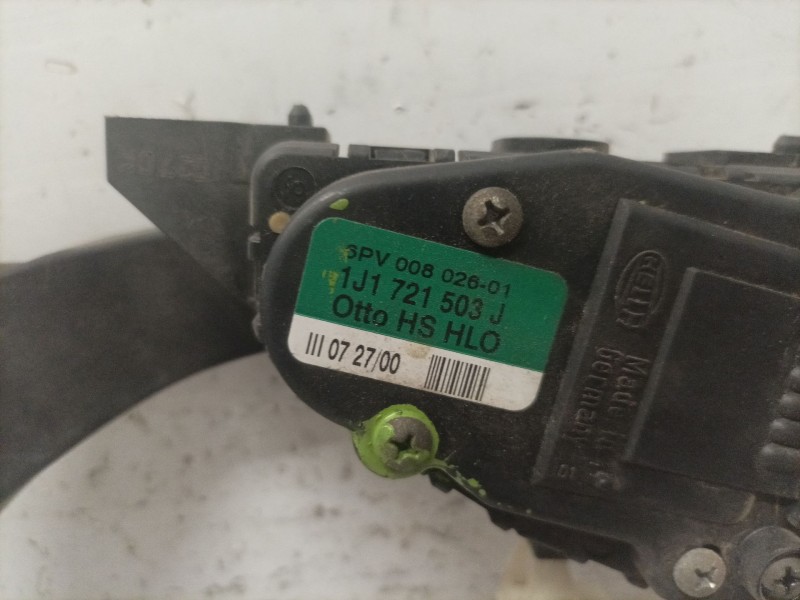 6PV 008 026-01
1J1 721 503 J
Otto HS HLO
III 07 27/00
HELLA
Made in
Germany